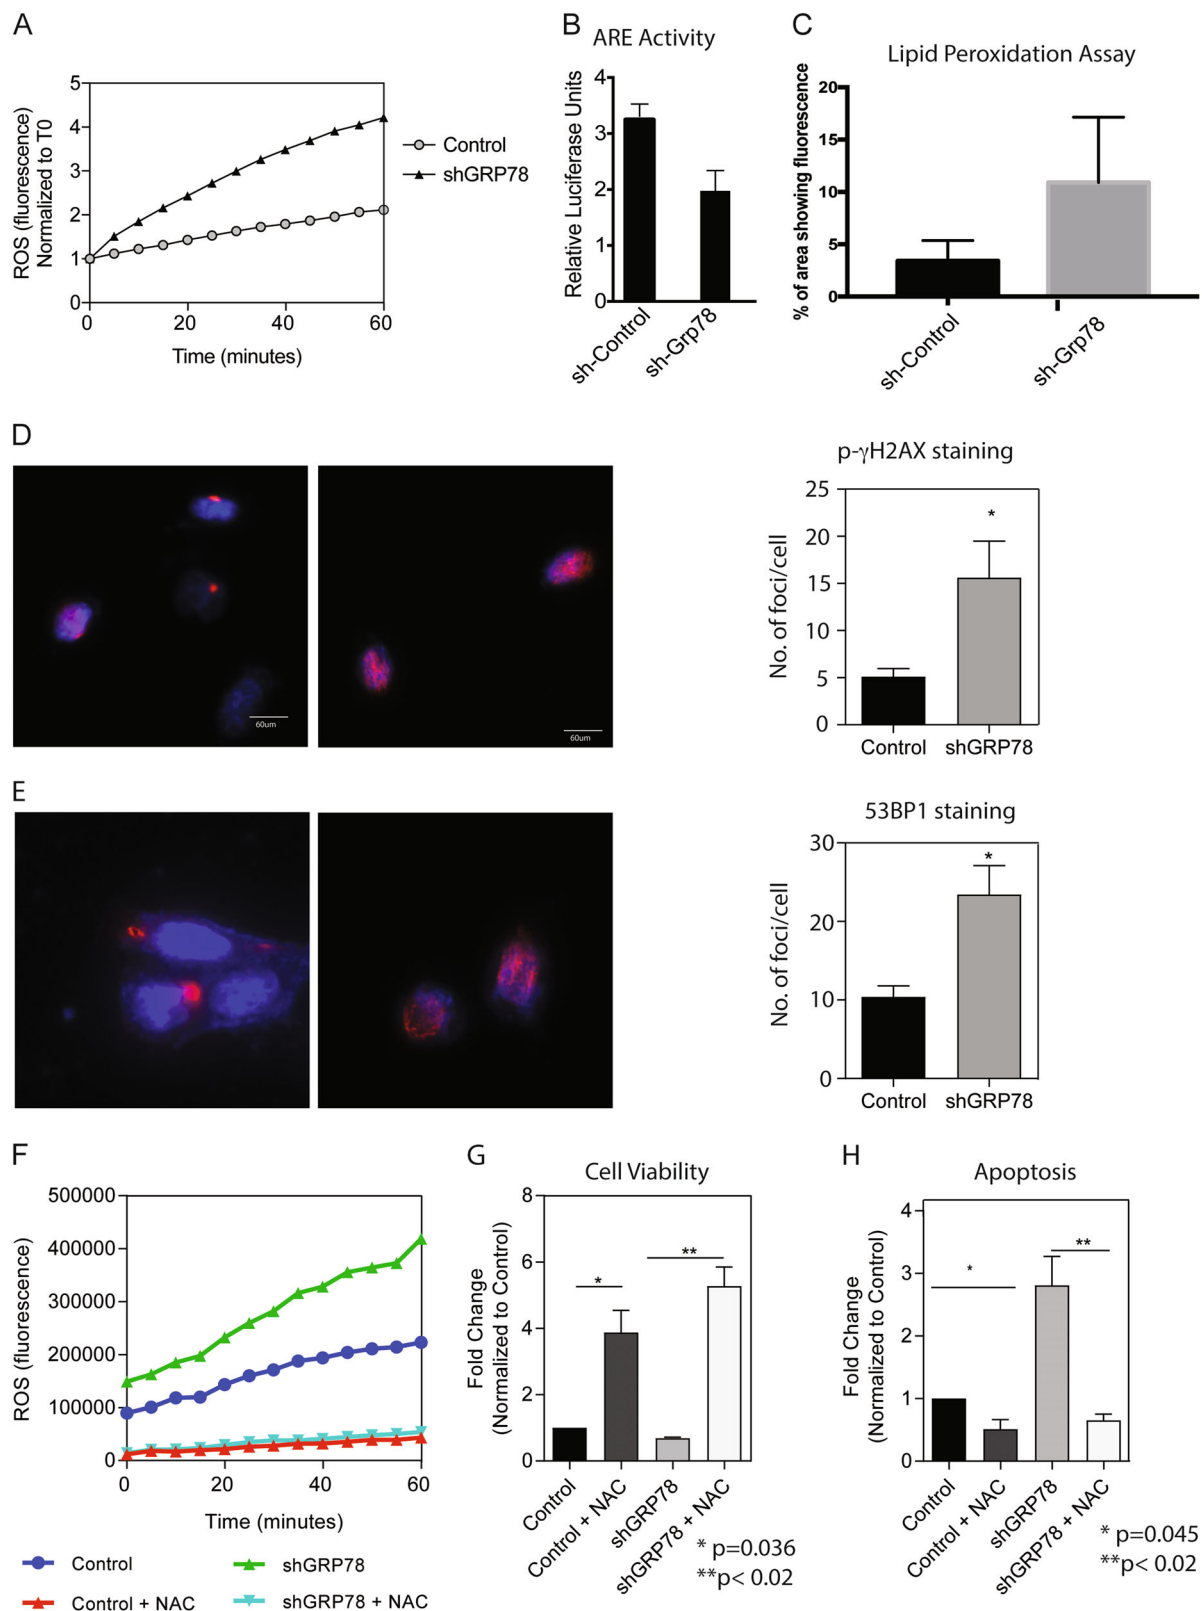 A
ROS (fluorescence)
Normalized to T0
5
4
3
2
1
0
0 20 40 60
Time (minutes)
Control
shGRP78
B
ARE Activity
Relative Luciferase Units
4
3
2
1
0
sh-Control
sh-Grp78
C
Lipid Peroxidation Assay
% of area showing fluorescence
20
15
10
5
0
sh-Control
sh-Grp78
D
60um
60um
p-γH2AX staining
No. of foci/cell
25
20
15
10
5
0
*
Control shGRP78
E
53BP1 staining
No. of foci/cell
30
20
10
0
*
Control shGRP78
F
ROS (fluorescence)
500000
400000
300000
200000
100000
0
0 20 40 60
Time (minutes)
Control
shGRP78
Control + NAC
shGRP78 + NAC
G
Cell Viability
Fold Change
(Normalized to Control)
8
6
4
2
0
*
**
Control
Control + NAC
shGRP78
shGRP78 + NAC
* p=0.036
**p< 0.02
H
Apoptosis
Fold Change
(Normalized to Control)
4
3
2
1
0
*
**
Control
Control + NAC
shGRP78
shGRP78 + NAC
* p=0.045
**p< 0.02